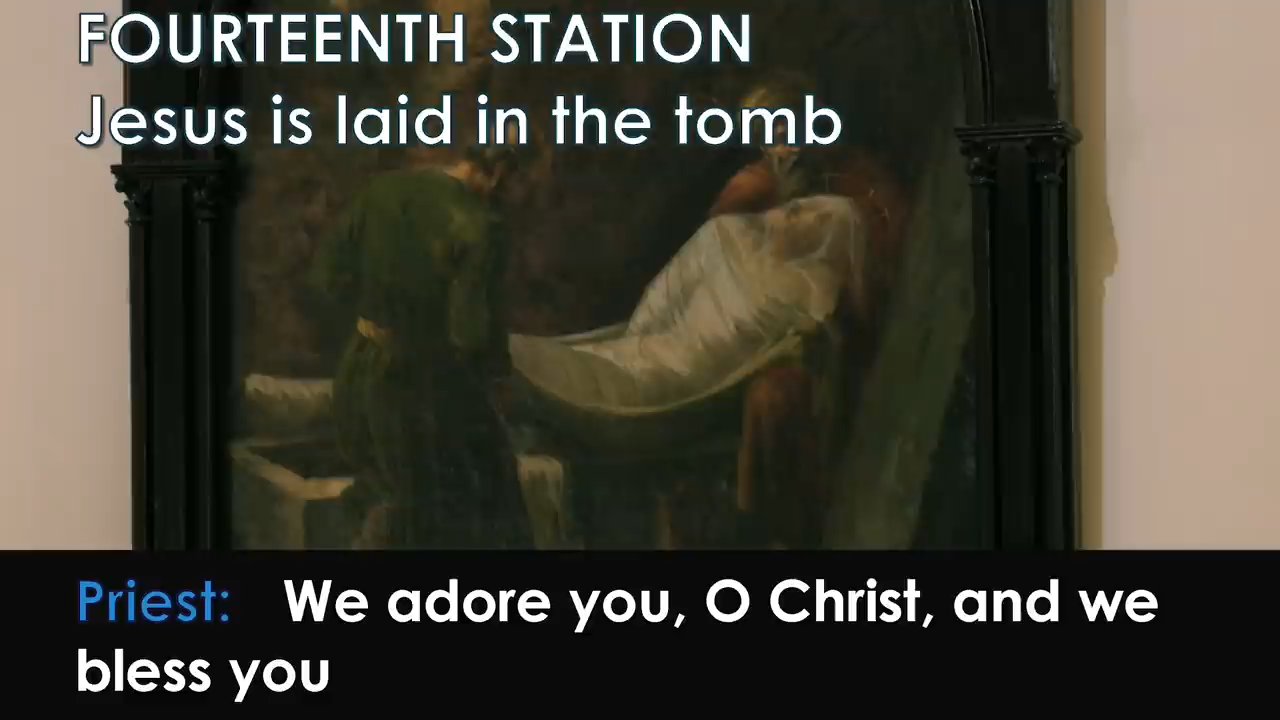 FOURTEENTH STATION
Jesus is laid in the tomb
Priest: We adore you, O Christ, and we
bless you